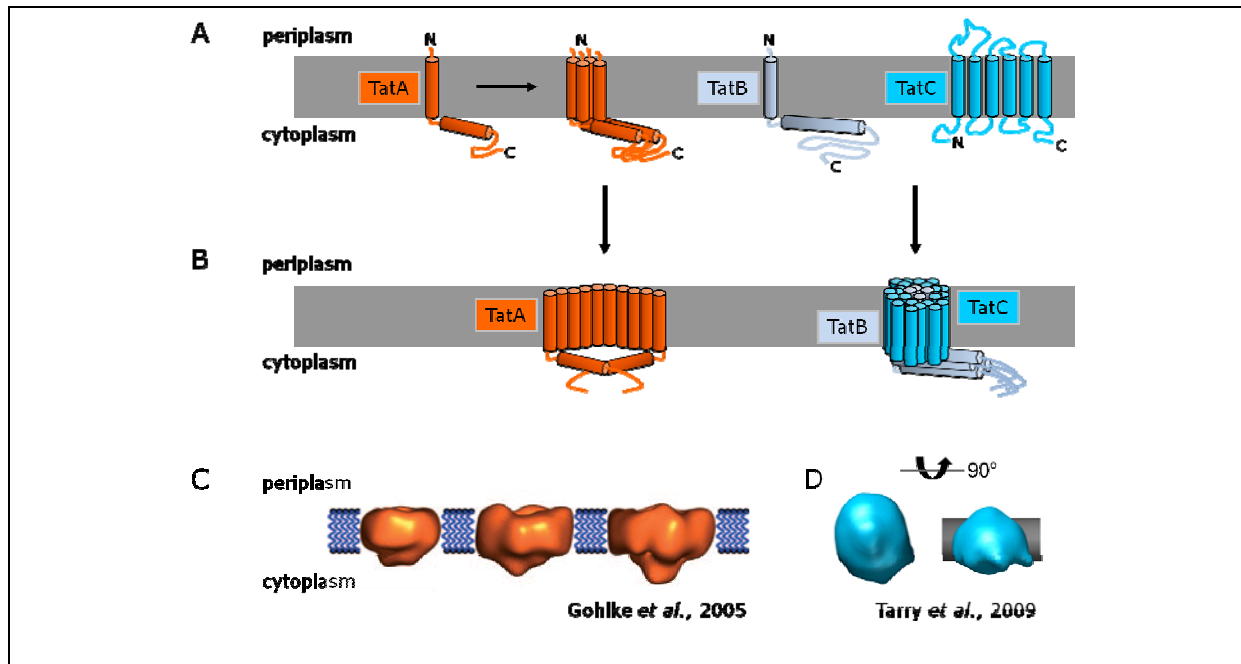 A
periplasm
N
N
TatA
TatB
TatC
cytoplasm
C
C
C
N
C
B
periplasm
TatA
TatB
TatC
cytoplasm
C
periplasm
D
90°
cytoplasm
Gohlke et al., 2005
Tarry et al., 2009